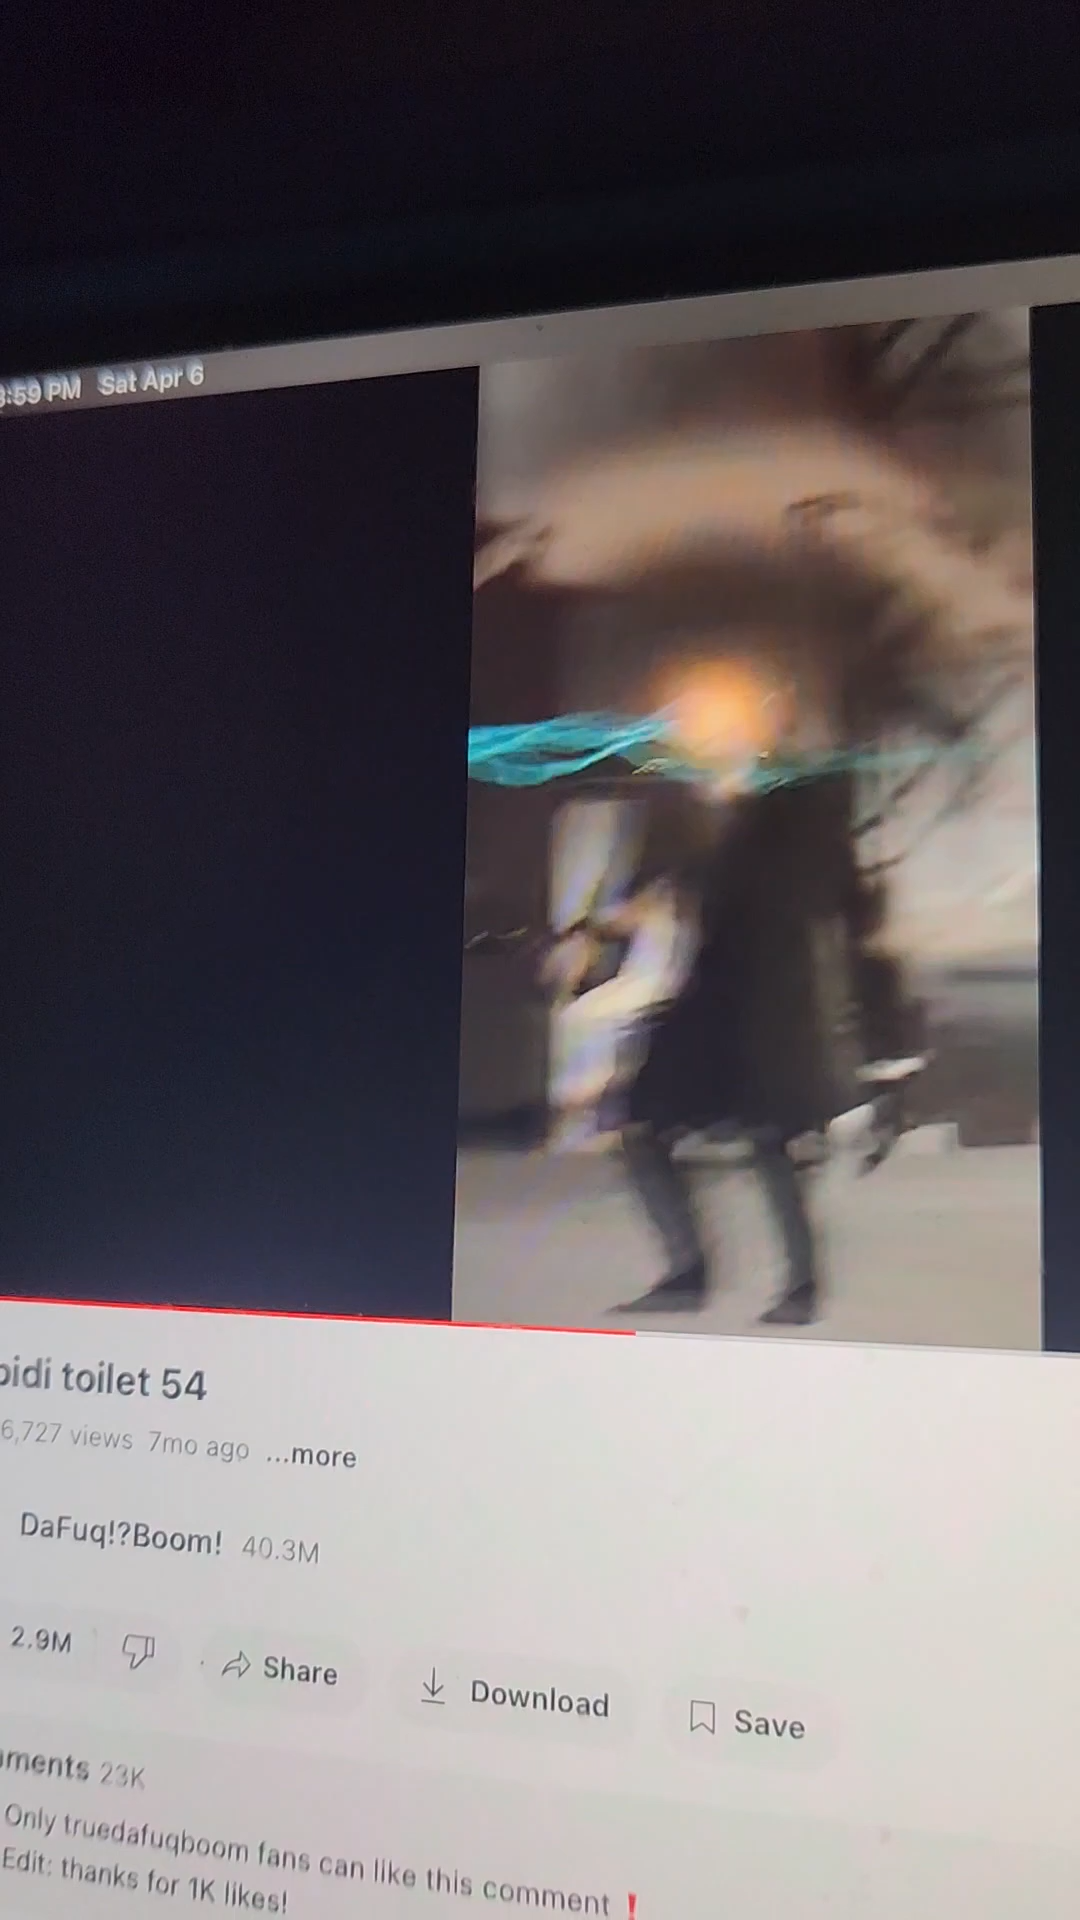 :59 PM Sat Apr 6
pidi toilet 54
6,727 views 7mo ago ...more
DaFuq!?Boom! 40.3M
2.9M Share Download Save
ments 23K
Only truedafuqboom fans can like this comment ❗
Edit: thanks for 1K likes!